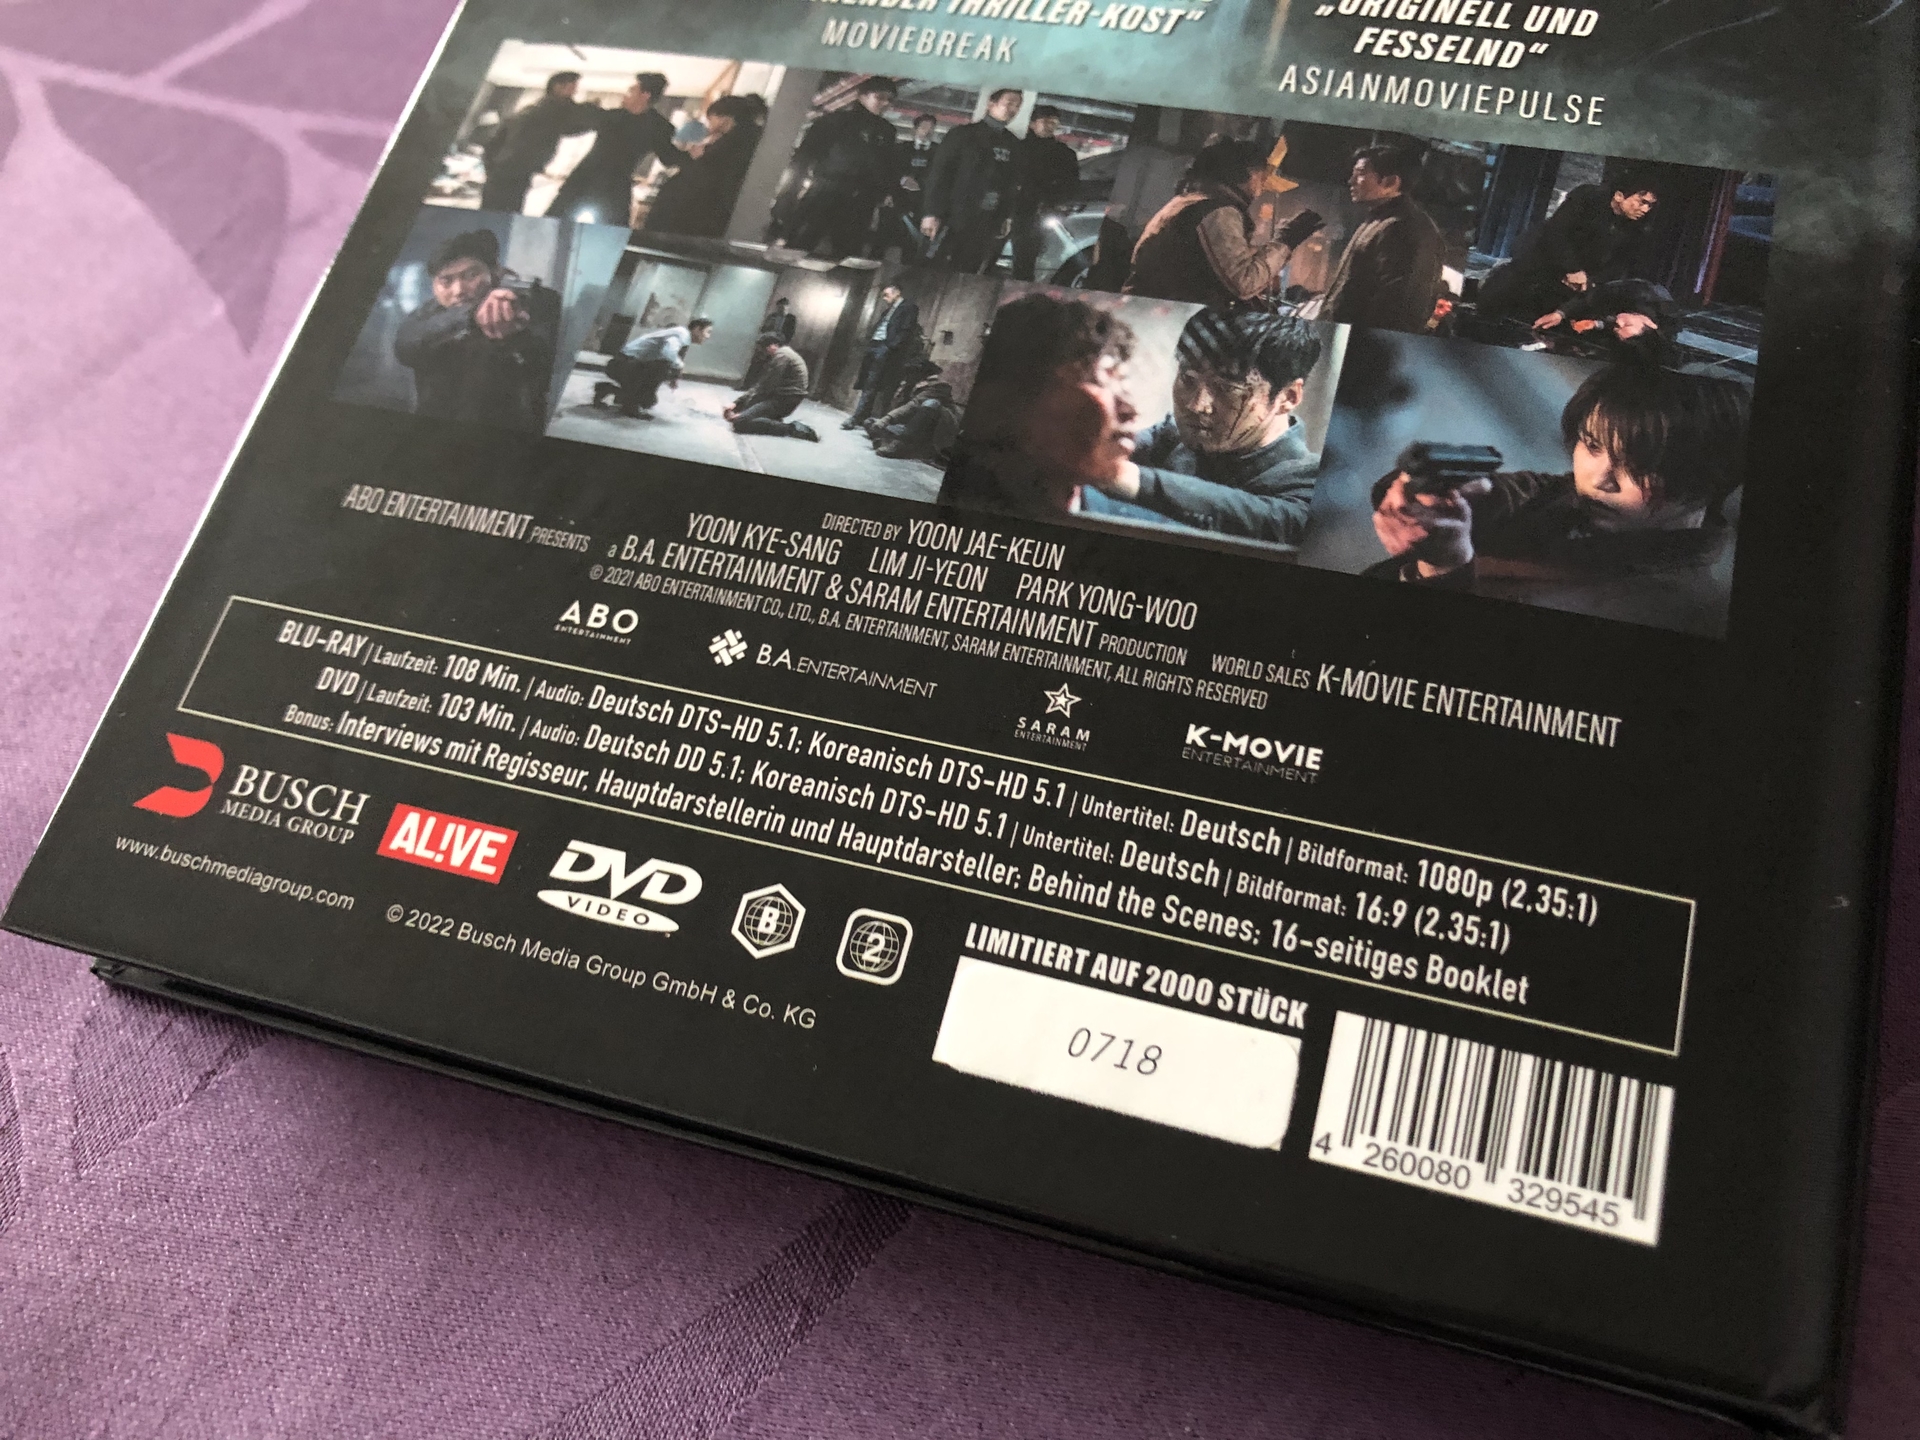 THRILLER-KOST“
MOVIEBREAK
„ORIGINELL UND
FESSELND“
ASIANMOVIEPULSE
ABO ENTERTAINMENT PRESENTS
DIRECTED BY YOON JAE-KEUN
YOON KYE-SANG LIM JI-YEON PARK YONG-WOO
a B.A. ENTERTAINMENT & SARAM ENTERTAINMENT PRODUCTION WORLD SALES K-MOVIE ENTERTAINMENT
© 2021 ABO ENTERTAINMENT CO., LTD., B.A. ENTERTAINMENT, SARAM ENTERTAINMENT, ALL RIGHTS RESERVED
ABO
ENTERTAINMENT
B.A.ENTERTAINMENT
SARAM
ENTERTAINMENT
K-MOVIE
ENTERTAINMENT
BLU-RAY | Laufzeit: 108 Min. | Audio: Deutsch DTS-HD 5.1; Koreanisch DTS-HD 5.1 | Untertitel: Deutsch | Bildformat: 1080p (2.35:1)
DVD | Laufzeit: 103 Min. | Audio: Deutsch DD 5.1; Koreanisch DTS-HD 5.1 | Untertitel: Deutsch | Bildformat: 16:9 (2.35:1)
Bonus: Interviews mit Regisseur, Hauptdarstellerin und Hauptdarsteller; Behind the Scenes; 16-seitiges Booklet
BUSCH
MEDIA GROUP
AL!VE
DVD
VIDEO
B
2
www.buschmediagroup.com
© 2022 Busch Media Group GmbH & Co. KG
LIMITIERT AUF 2000 STÜCK
0718
4 260080 329545